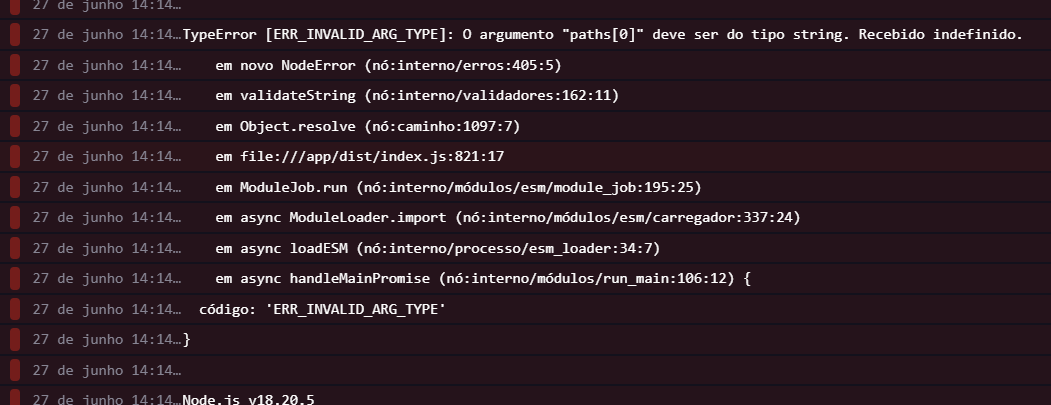 27 de junho 14:14…
27 de junho 14:14…TypeError [ERR_INVALID_ARG_TYPE]: O argumento "paths[0]" deve ser do tipo string. Recebido indefinido.
27 de junho 14:14… em novo NodeError (nó:interno/erros:405:5)
27 de junho 14:14… em validateString (nó:interno/validadores:162:11)
27 de junho 14:14… em Object.resolve (nó:caminho:1097:7)
27 de junho 14:14… em file:///app/dist/index.js:821:17
27 de junho 14:14… em ModuleJob.run (nó:interno/módulos/esm/module_job:195:25)
27 de junho 14:14… em async ModuleLoader.import (nó:interno/módulos/esm/carregador:337:24)
27 de junho 14:14… em async loadESM (nó:interno/processo/esm_loader:34:7)
27 de junho 14:14… em async handleMainPromise (nó:interno/módulos/run_main:106:12) {
27 de junho 14:14… código: 'ERR_INVALID_ARG_TYPE'
27 de junho 14:14…}
27 de junho 14:14…
27 de junho 14:14…Node.js v18.20.5